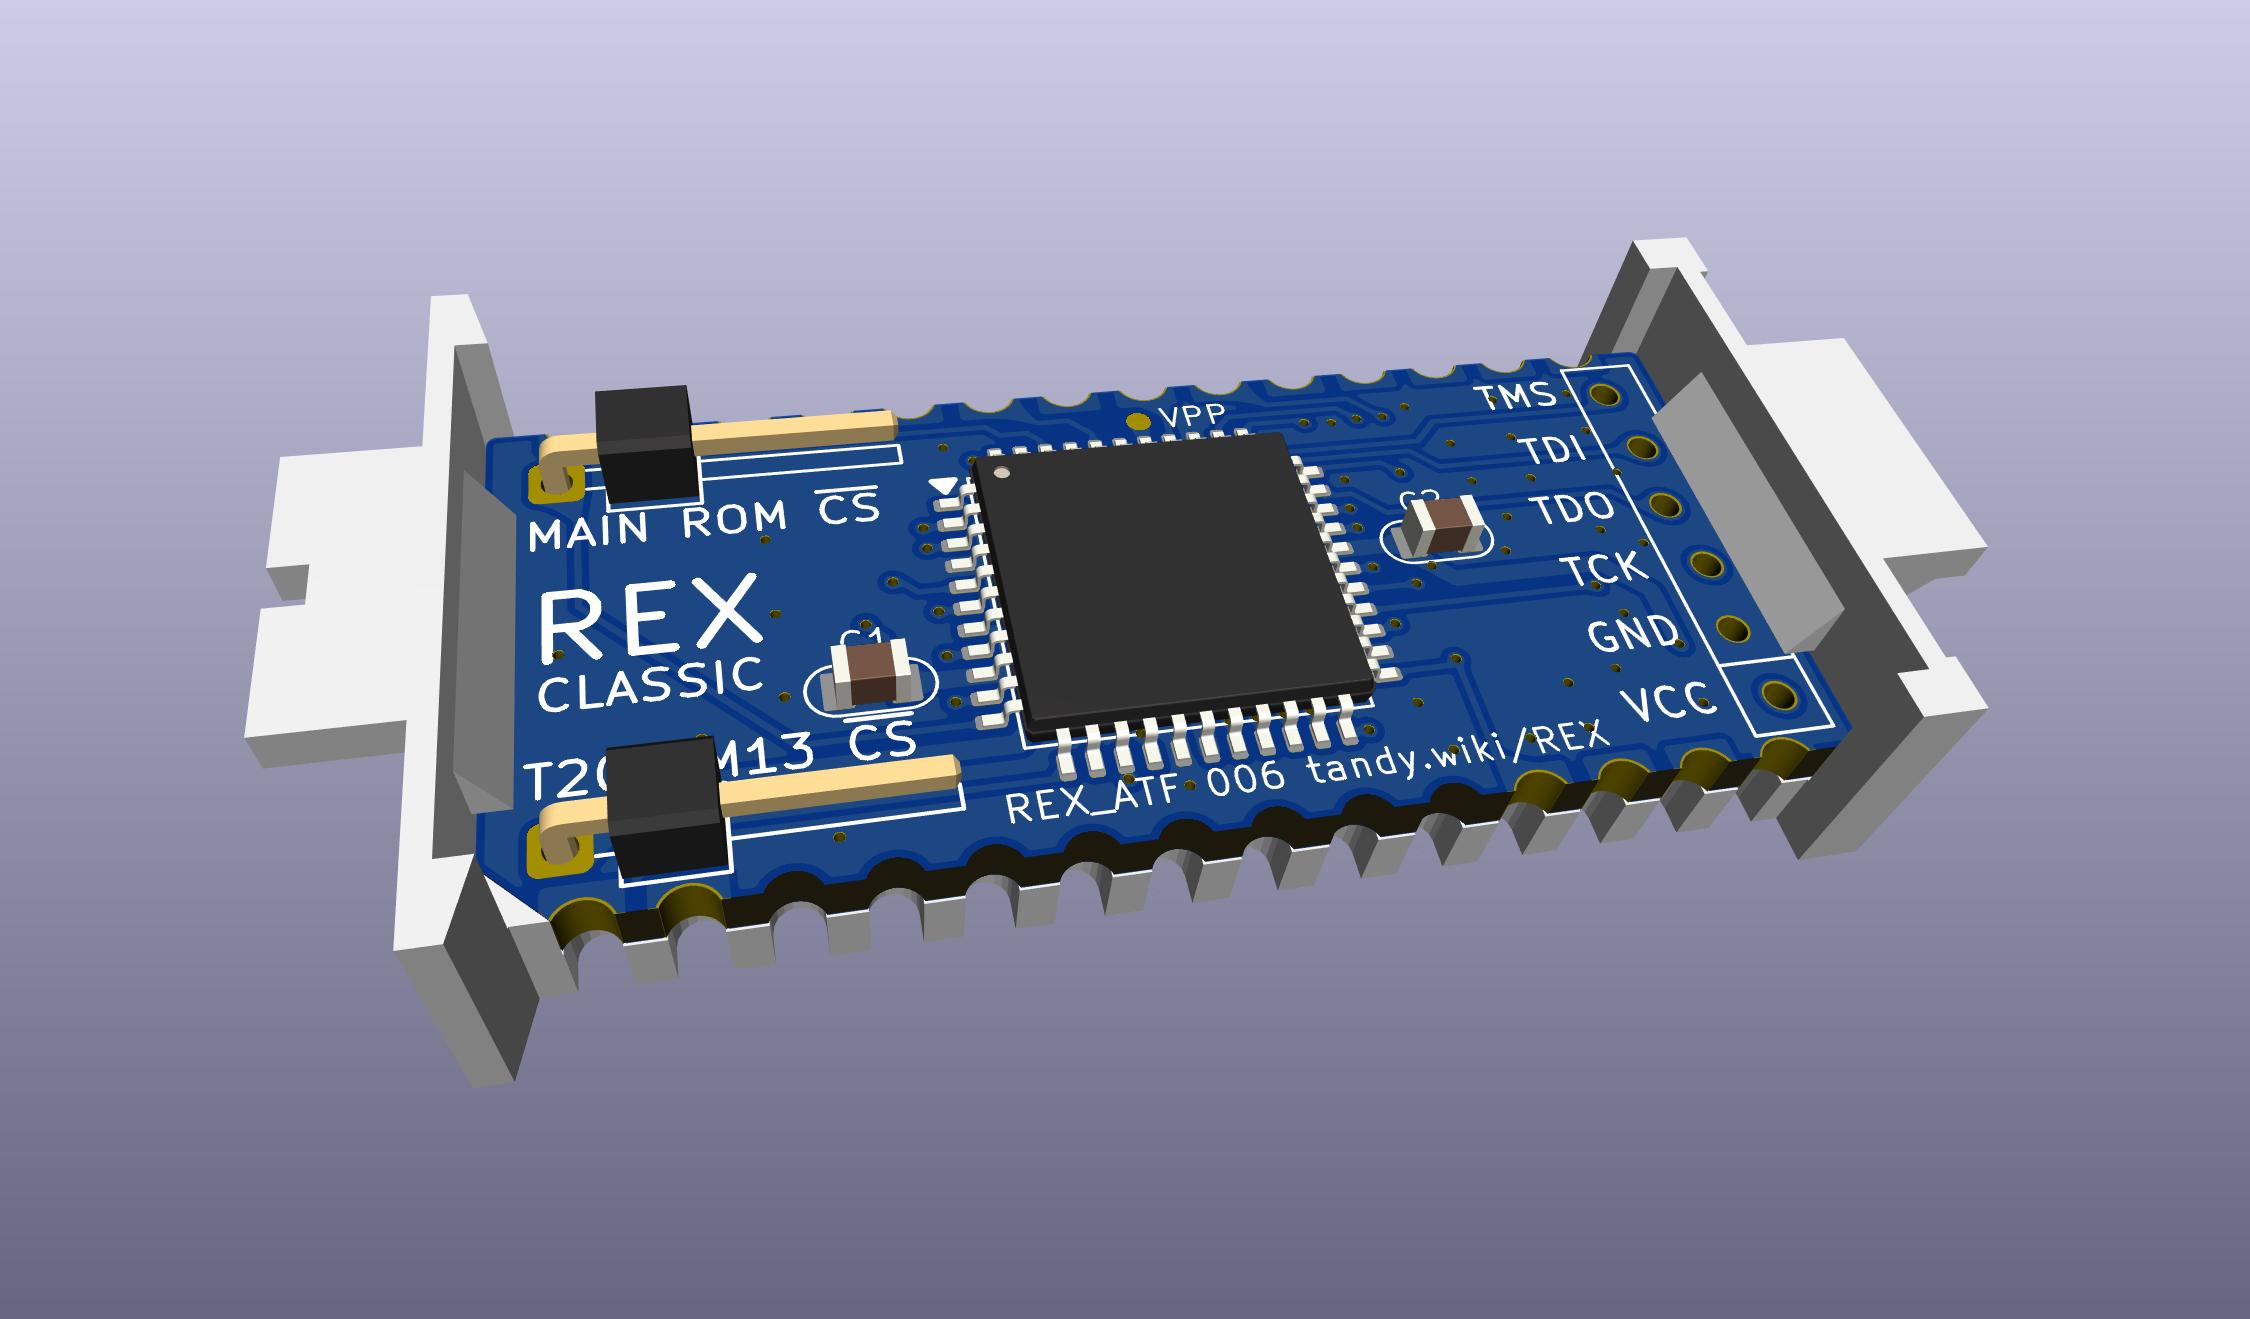 VPP
TMS
TDI
C2
TDO
MAIN ROM CS
TCK
REX
CLASSIC
C1
GND
VCC
M13 CS
REX_ATF 006 tandy.wiki/REX